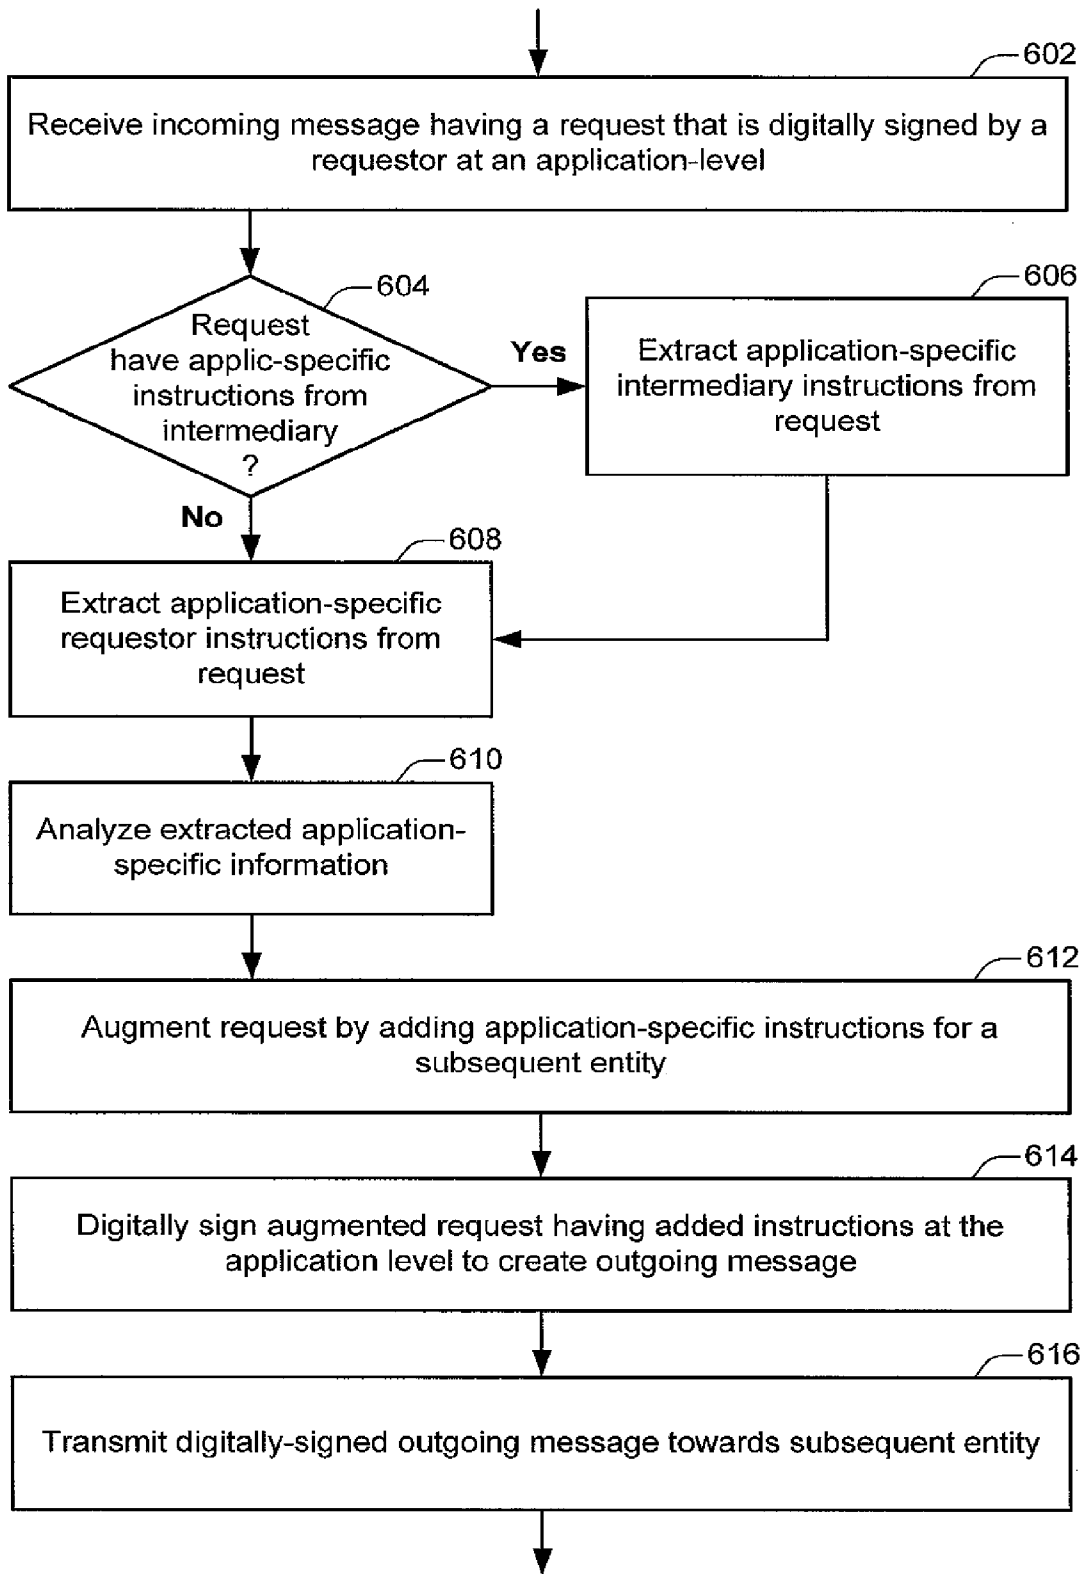 602
Receive incoming message having a request that is digitally signed by a
requestor at an application-level
604
Request
have applic-specific
instructions from
intermediary
?
Yes
606
Extract application-specific
intermediary instructions from
request
No
608
Extract application-specific
requestor instructions from
request
610
Analyze extracted application-
specific information
612
Augment request by adding application-specific instructions for a
subsequent entity
614
Digitally sign augmented request having added instructions at the
application level to create outgoing message
616
Transmit digitally-signed outgoing message towards subsequent entity